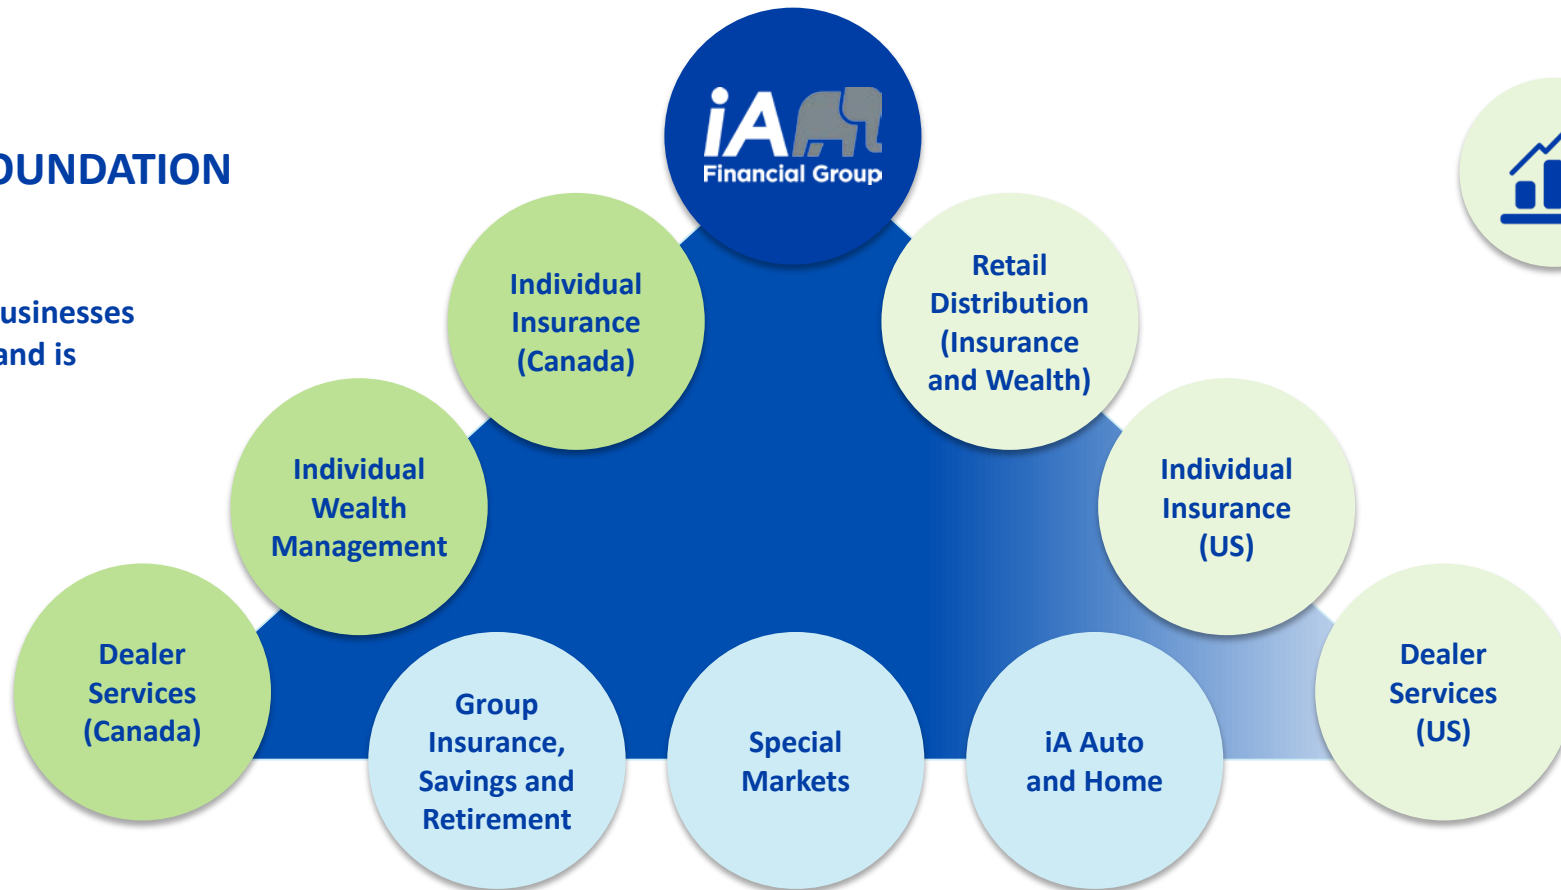 iA
Financial Group
OUNDATION
usinesses
and is
Individual
Insurance
(Canada)
Retail
Distribution
(Insurance
and Wealth)
Individual
Wealth
Management
Individual
Insurance
(US)
Dealer
Services
(Canada)
Group
Insurance,
Savings and
Retirement
Special
Markets
iA Auto
and Home
Dealer
Services
(US)